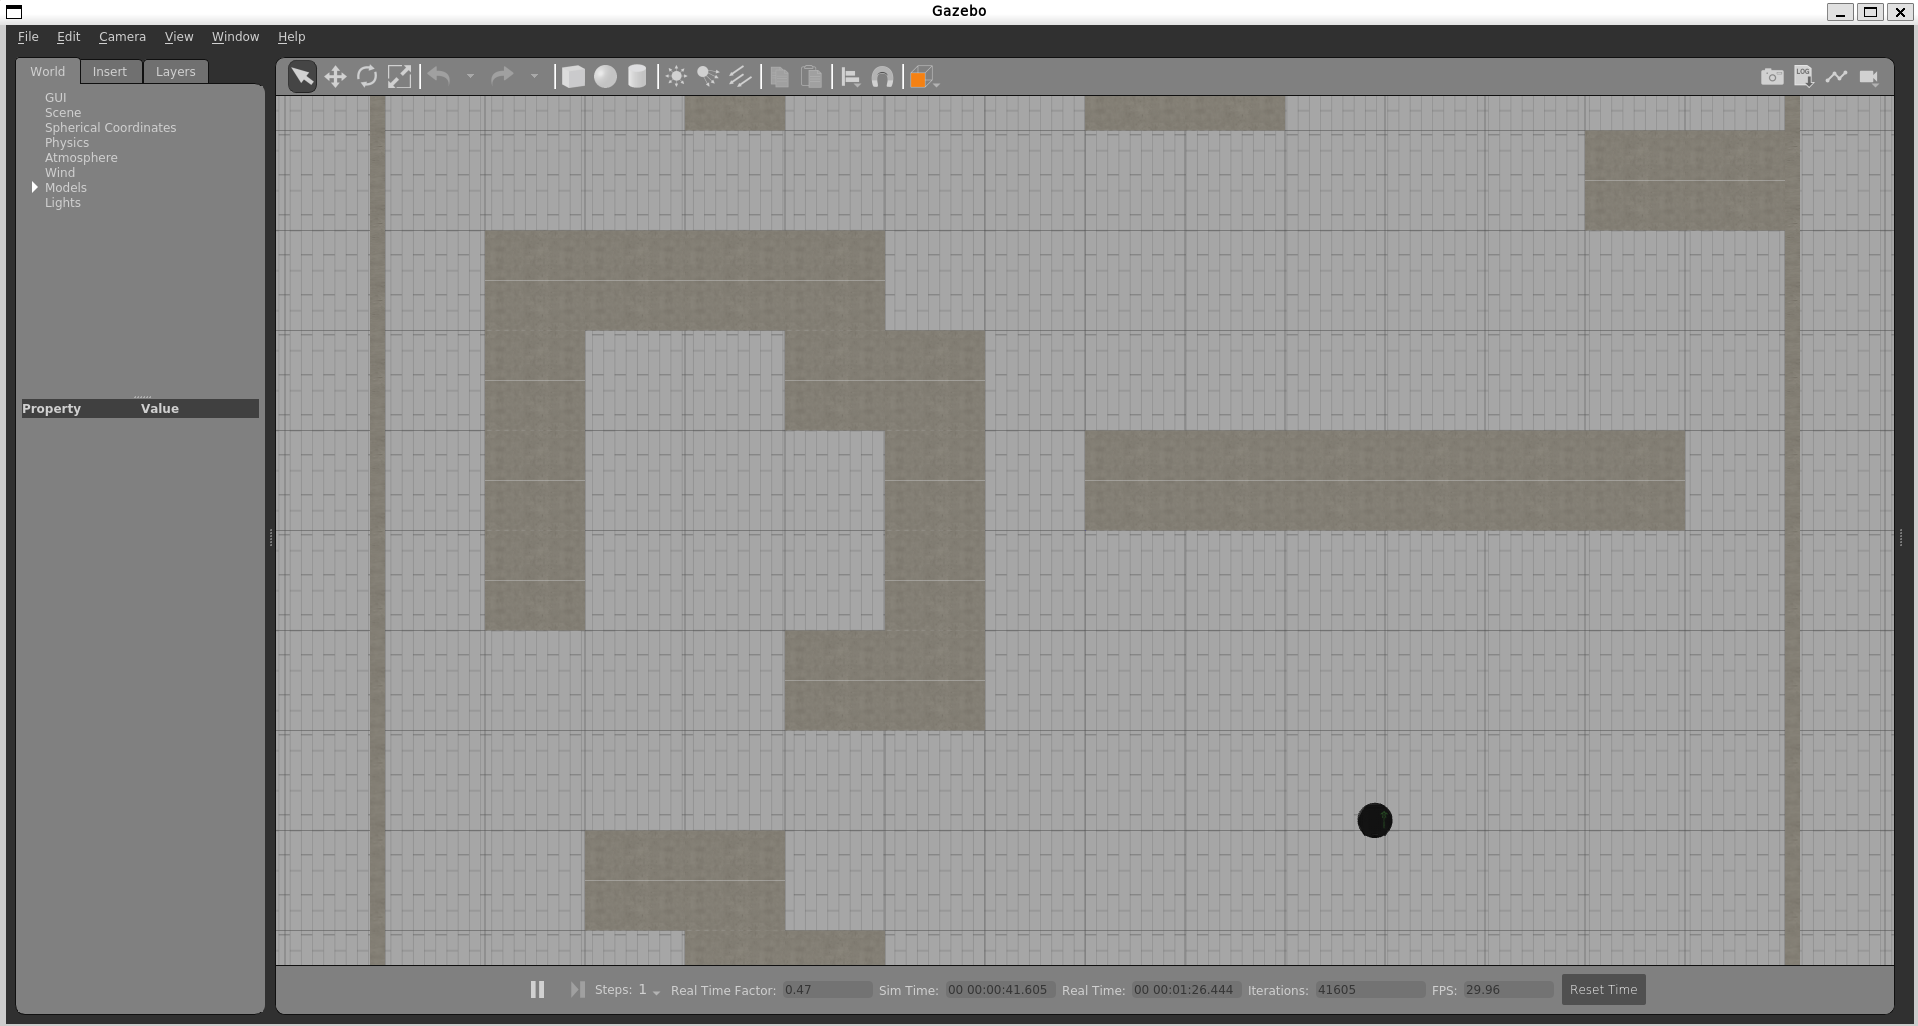 Gazebo
File Edit Camera View Window Help
World Insert Layers
GUI
Scene
Spherical Coordinates
Physics
Atmosphere
Wind
Models
Lights
Property Value
LOG
Steps: 1 Real Time Factor: 0.47 Sim Time: 00 00:00:41.605 Real Time: 00 00:01:26.444 Iterations: 41605 FPS: 29.96 Reset Time